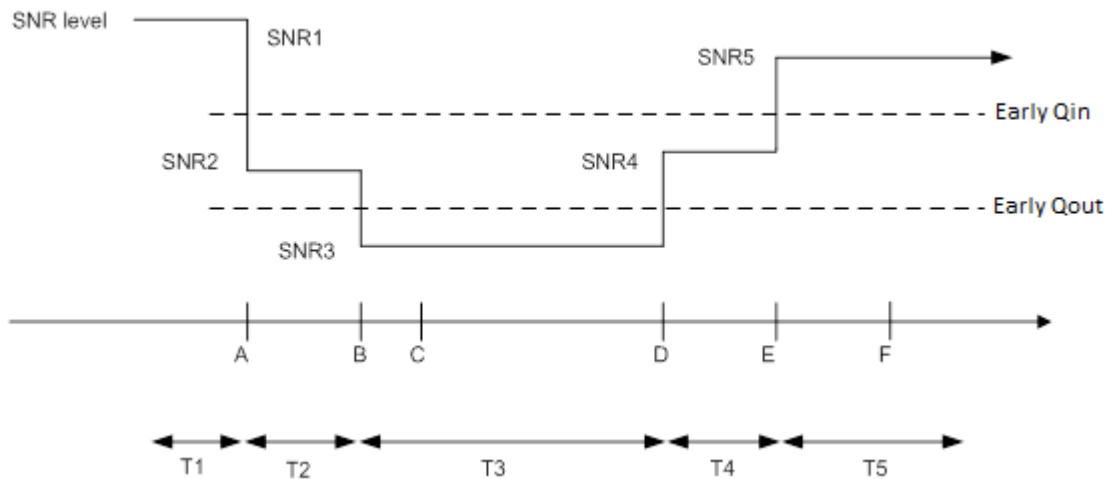 SNR level
SNR1
SNR5
Early Qin
SNR2
SNR4
Early Qout
SNR3
A B C D E F
T1 T2 T3 T4 T5